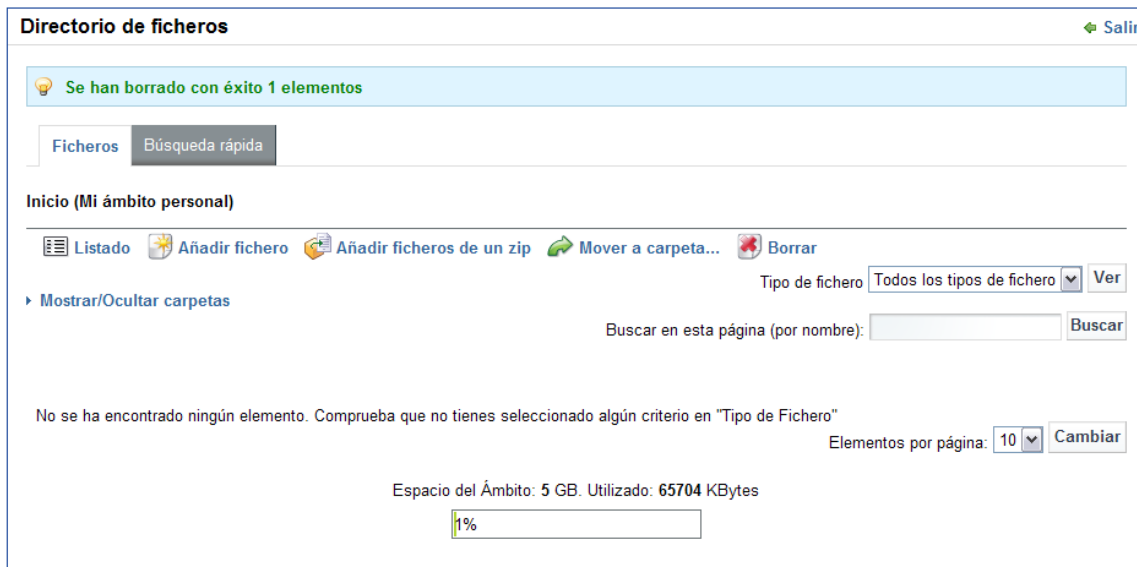 Directorio de ficheros Salir
Se han borrado con éxito 1 elementos
Ficheros Búsqueda rápida
Inicio (Mi ámbito personal)
Listado Añadir fichero Añadir ficheros de un zip Mover a carpeta... Borrar
Tipo de fichero Todos los tipos de fichero Ver
Mostrar/Ocultar carpetas
Buscar en esta página (por nombre): Buscar
No se ha encontrado ningún elemento. Comprueba que no tienes seleccionado algún criterio en "Tipo de Fichero"
Elementos por página: 10 Cambiar
Espacio del Ámbito: 5 GB. Utilizado: 65704 KBytes
1%